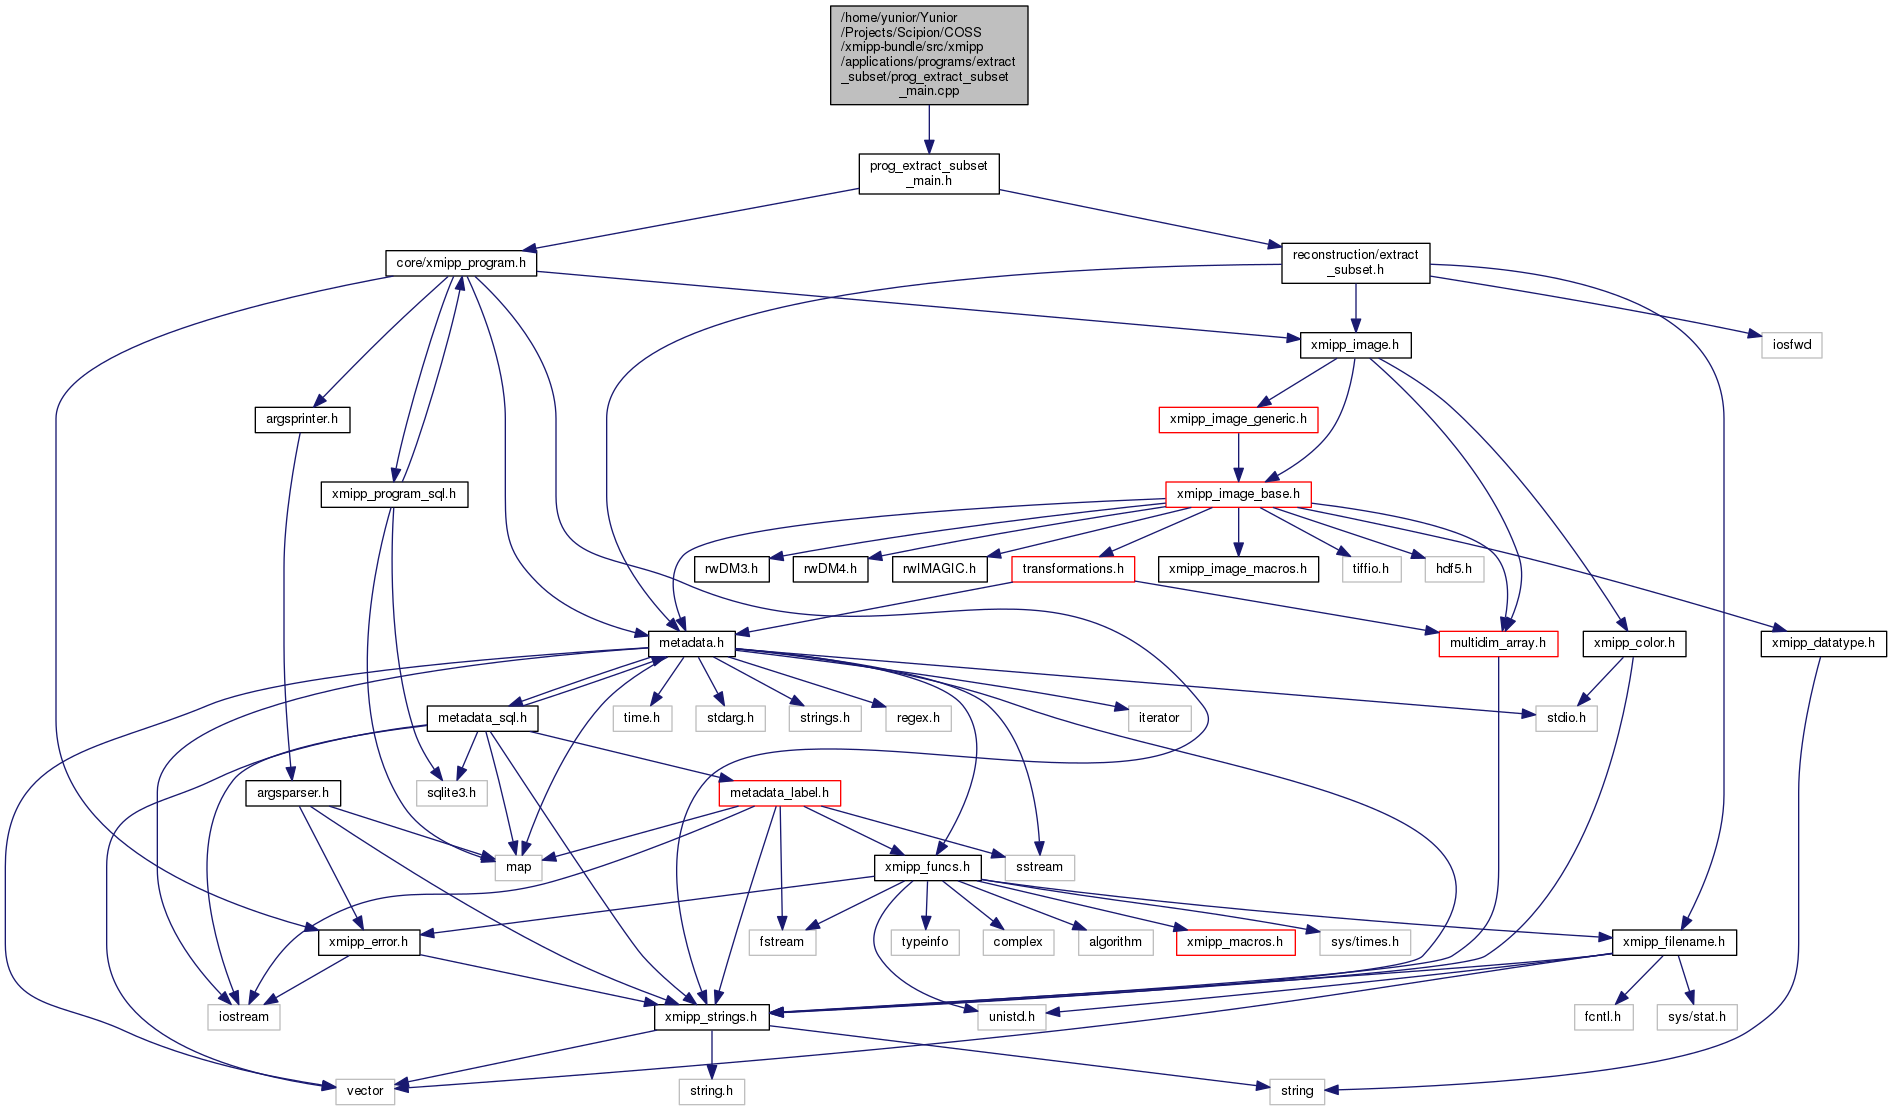 /home/yunior/Yunior
/Projects/Scipion/COSS
/xmipp-bundle/src/xmipp
/applications/programs/extract
_subset/prog_extract_subset
_main.cpp
prog_extract_subset
_main.h
core/xmipp_program.h
reconstruction/extract
_subset.h
xmipp_image.h
iosfwd
argsprinter.h
xmipp_image_generic.h
xmipp_program_sql.h
xmipp_image_base.h
rwDM3.h
rwDM4.h
rwIMAGIC.h
transformations.h
xmipp_image_macros.h
tiffio.h
hdf5.h
metadata.h
multidim_array.h
xmipp_color.h
xmipp_datatype.h
metadata_sql.h
time.h
stdarg.h
strings.h
regex.h
iterator
stdio.h
argsparser.h
sqlite3.h
metadata_label.h
map
xmipp_funcs.h
sstream
xmipp_error.h
fstream
typeinfo
complex
algorithm
xmipp_macros.h
sys/times.h
xmipp_filename.h
iostream
xmipp_strings.h
unistd.h
fcntl.h
sys/stat.h
vector
string.h
string